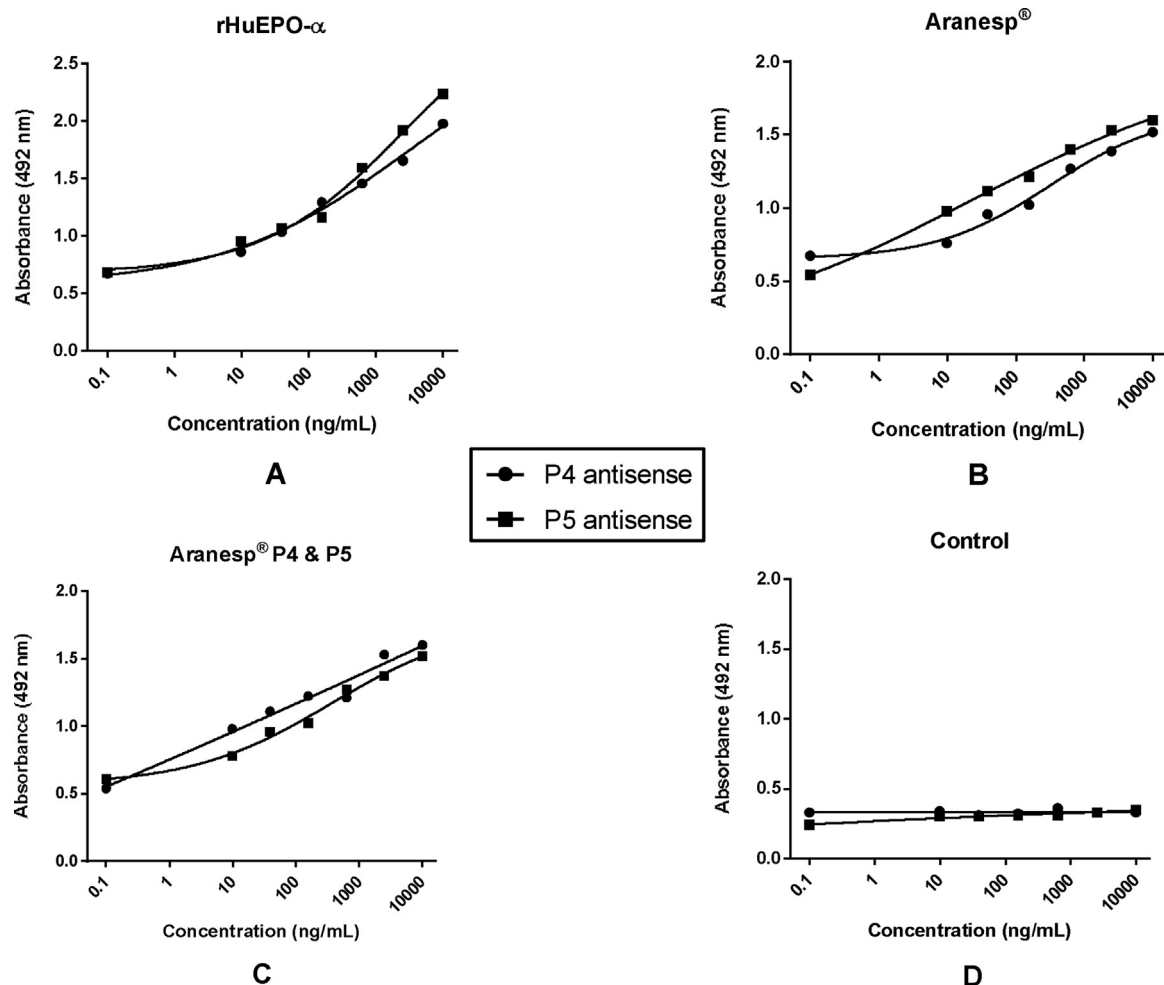 rHuEPO-α
Absorbance (492 nm)
2.5
2.0
1.5
1.0
0.5
0.0
0.1
1
10
100
1000
10000
Concentration (ng/mL)
A
Aranesp®
Absorbance (492 nm)
2.0
1.5
1.0
0.5
0.0
0.1
1
10
100
1000
10000
Concentration (ng/mL)
B
P4 antisense
P5 antisense
Aranesp® P4 & P5
Absorbance (492 nm)
2.0
1.5
1.0
0.5
0.0
0.1
1
10
100
1000
10000
Concentration (ng/mL)
C
Control
Absorbance (492 nm)
2.0
1.5
1.0
0.5
0.0
0.1
1
10
100
1000
10000
Concentration (ng/mL)
D